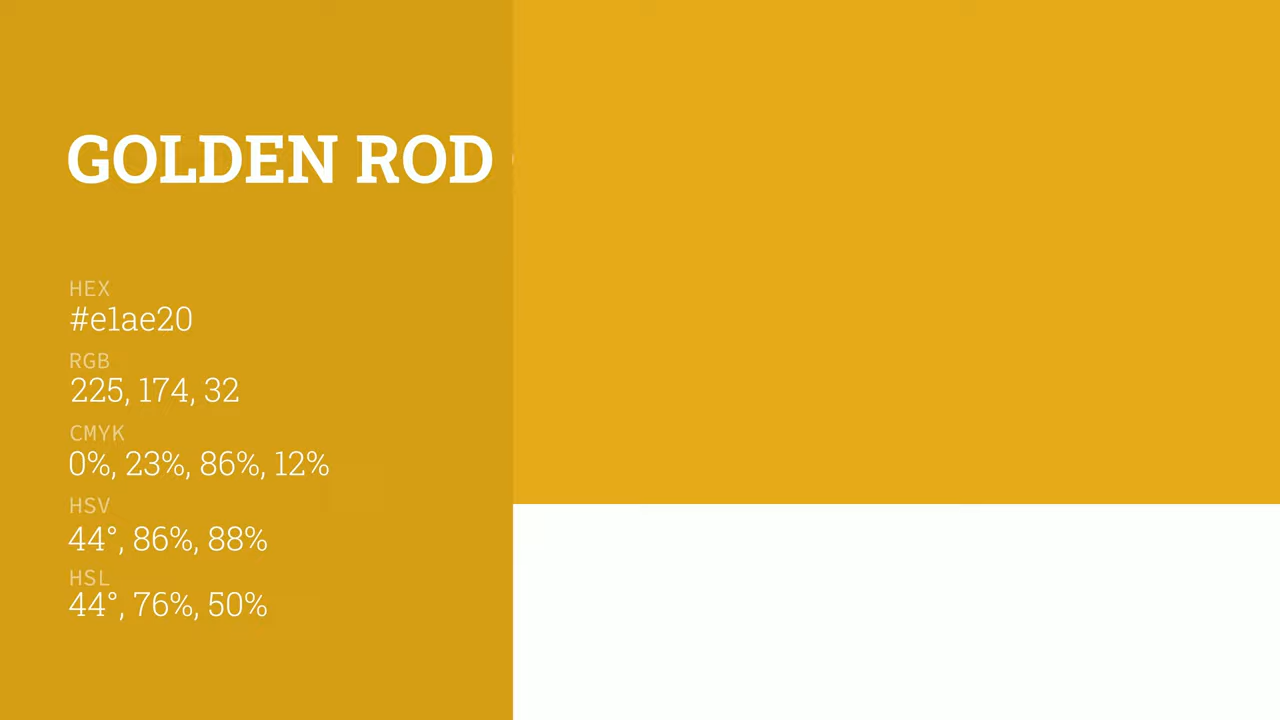 GOLDEN ROD
HEX
#e1ae20
RGB
225, 174, 32
CMYK
0%, 23%, 86%, 12%
HSV
44°, 86%, 88%
HSL
44°, 76%, 50%